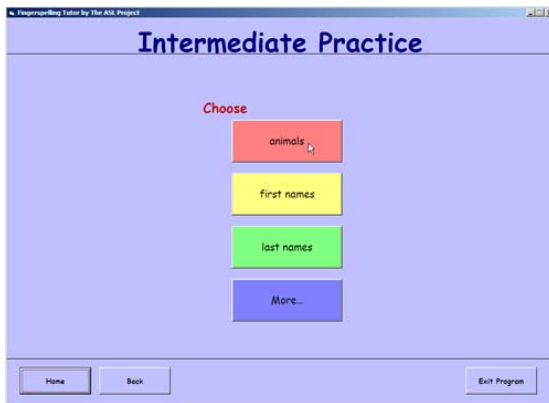 Fingerspelling Tutor by The ASL Project
Intermediate Practice
Choose
animals
first names
last names
More...
Home Back Exit Program